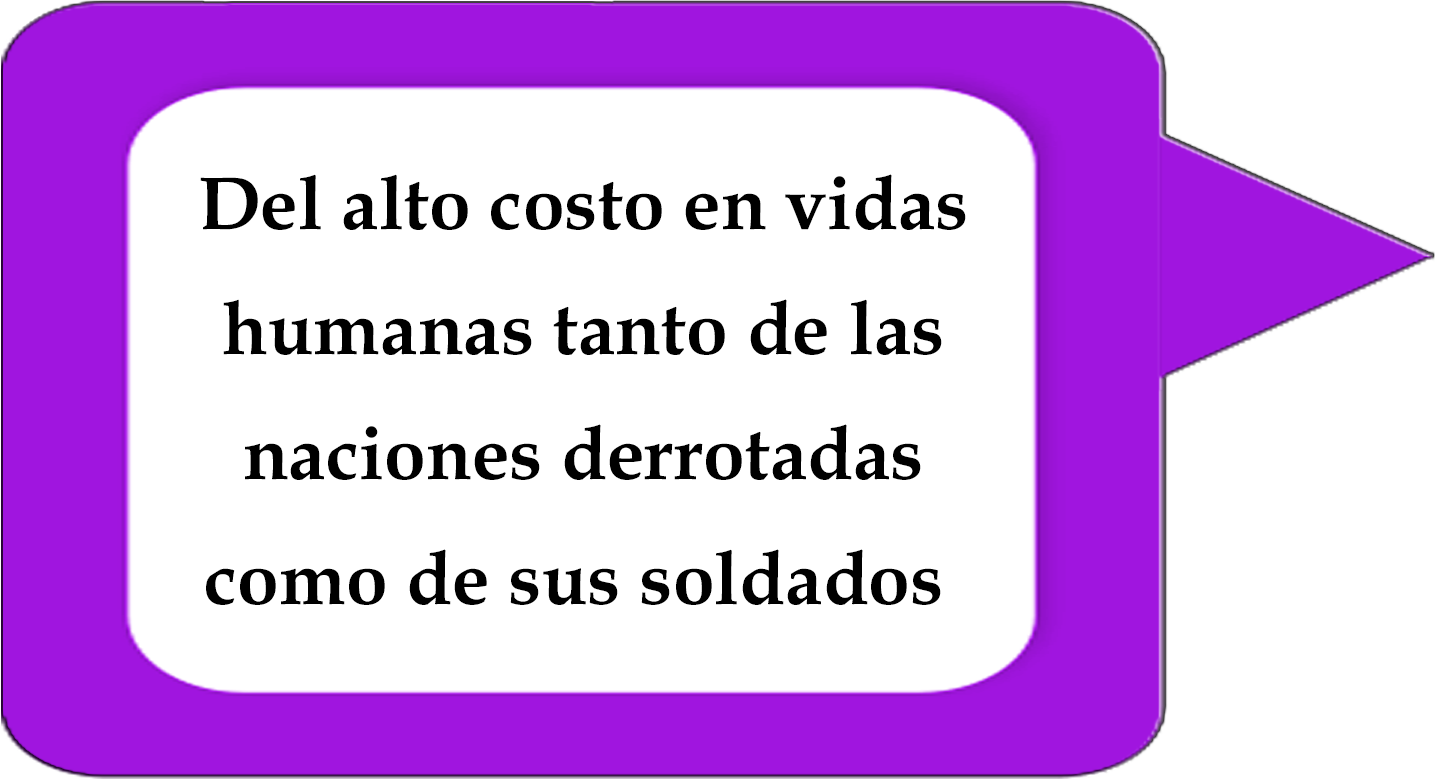 Del alto costo en vidas
humanas tanto de las
naciones derrotadas
como de sus soldados